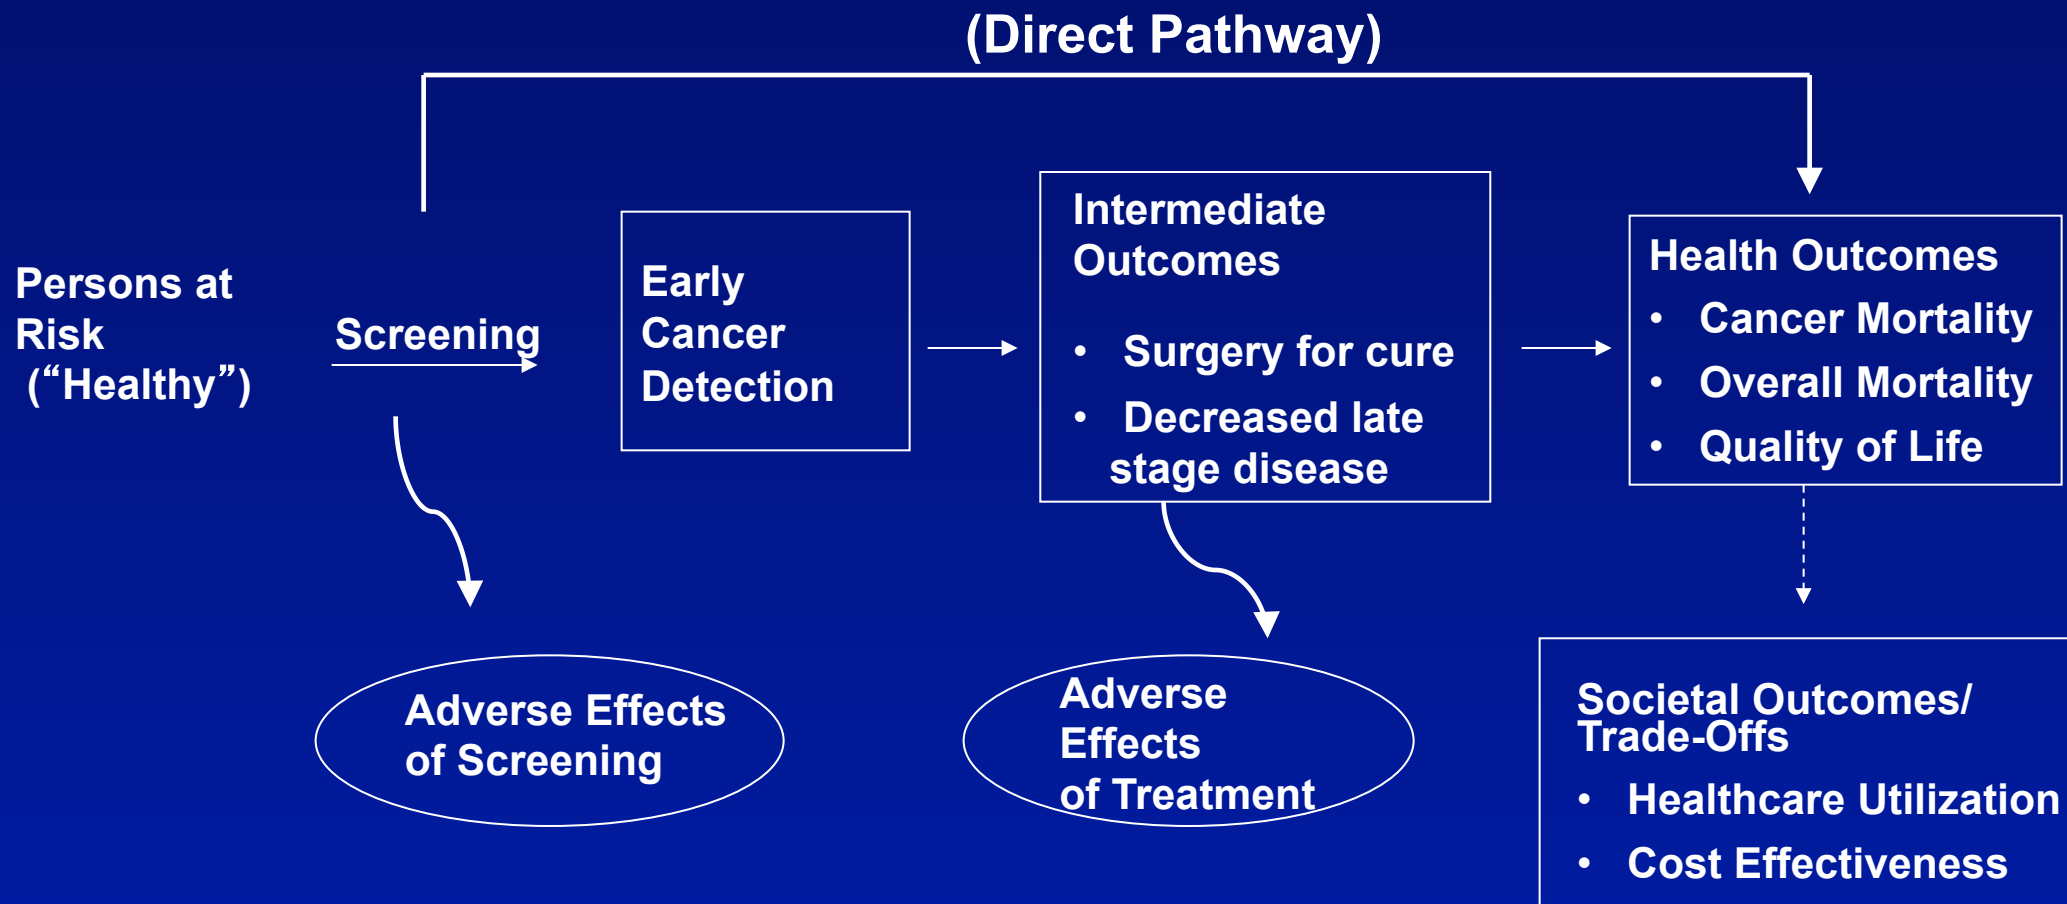 (Direct Pathway)
Persons at
Risk
(“Healthy”)
Screening
Early
Cancer
Detection
Intermediate
Outcomes
• Surgery for cure
• Decreased late
stage disease
Health Outcomes
• Cancer Mortality
• Overall Mortality
• Quality of Life
Adverse Effects
of Screening
Adverse
Effects
of Treatment
Societal Outcomes/
Trade-Offs
• Healthcare Utilization
• Cost Effectiveness